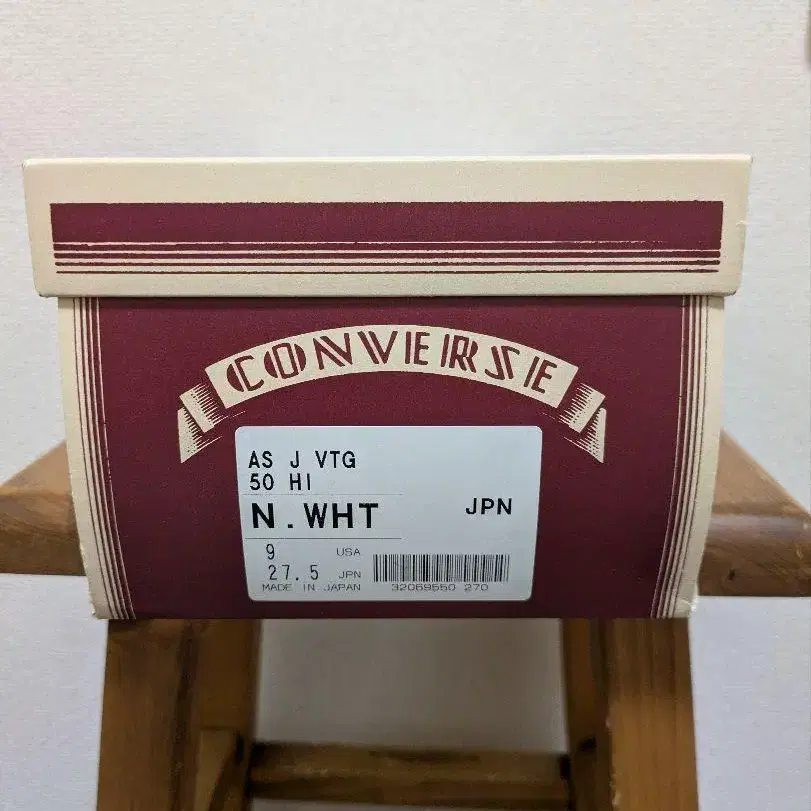 CONVERSE
AS J VTG
50 HI
N.WHT JPN
9 USA
27.5 JPN
MADE IN JAPAN 32069550 270